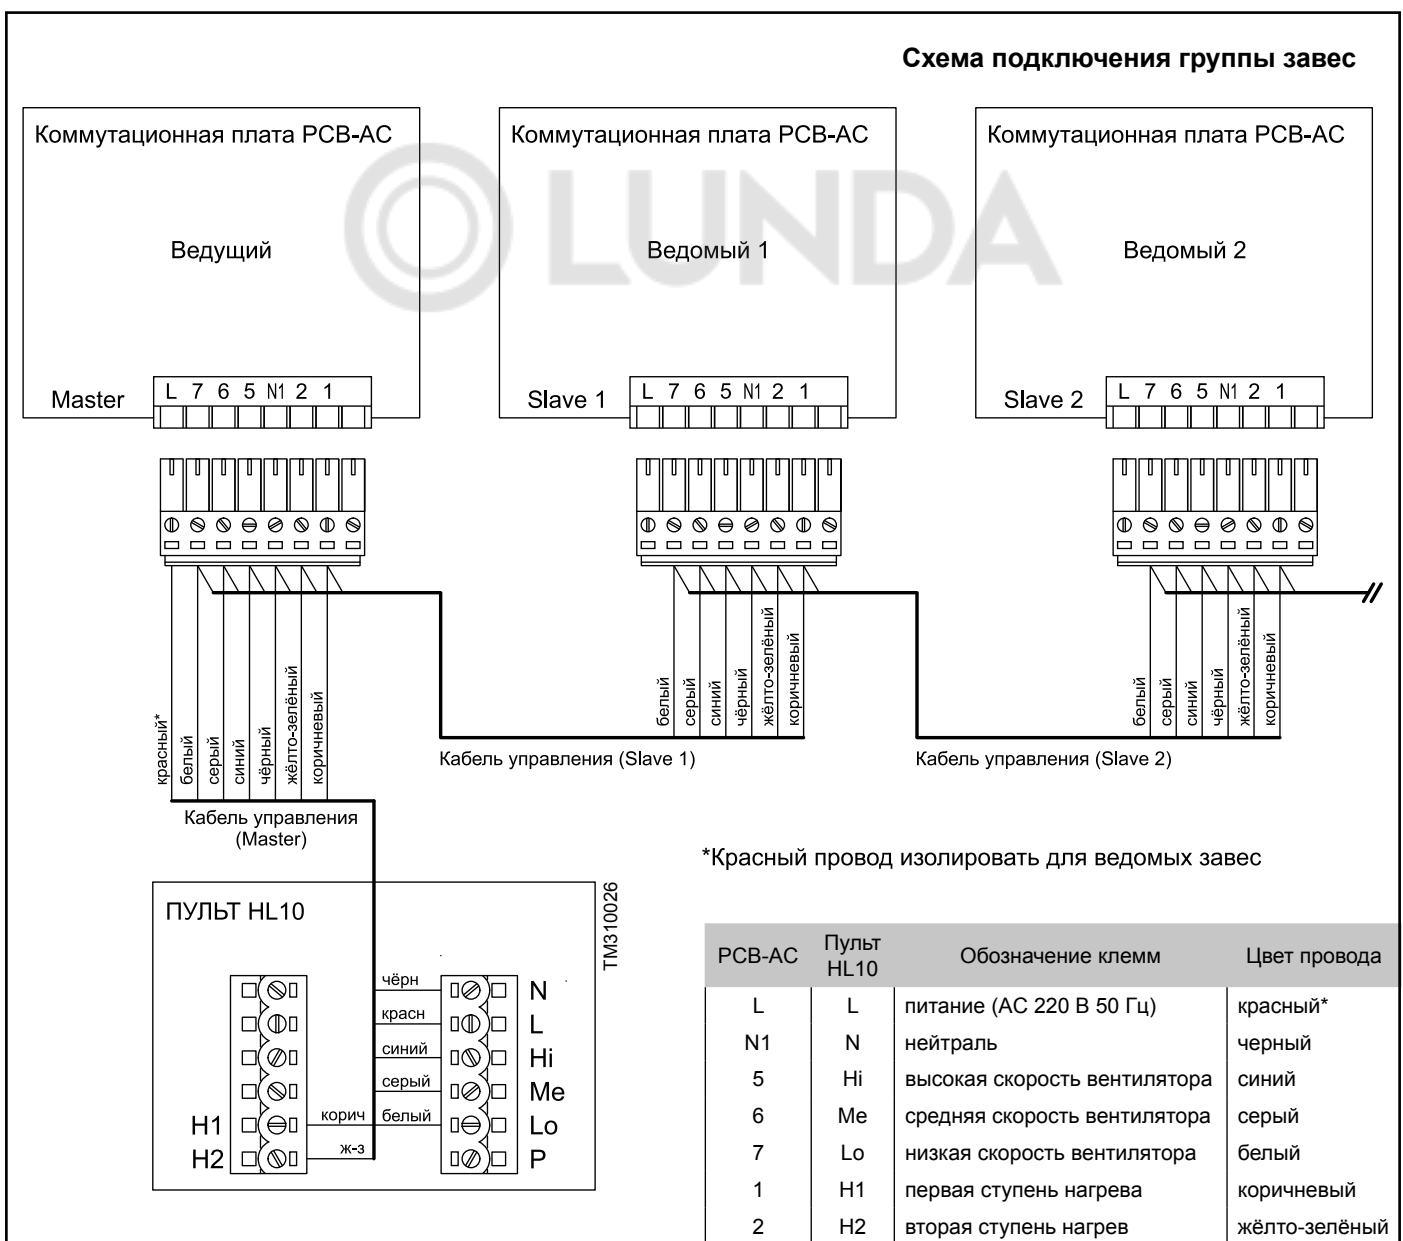 Схема подключения группы завес
Коммутационная плата PCB-AC
Коммутационная плата PCB-AC
Коммутационная плата PCB-AC
LUNDA
Ведущий
Ведомый 1
Ведомый 2
Master
L 7 6 5 N1 2 1
Slave 1
L 7 6 5 N1 2 1
Slave 2
L 7 6 5 N1 2 1
красный*
белый
серый
синий
чёрный
жёлто-зелёный
коричневый
белый
серый
синий
чёрный
жёлто-зелёный
коричневый
белый
серый
синий
чёрный
жёлто-зелёный
коричневый
Кабель управления (Slave 1)
Кабель управления (Slave 2)
Кабель управления
(Master)
*Красный провод изолировать для ведомых завес
ПУЛЬТ HL10
TM310026
чёрн
N
красн
L
синий
Hi
серый
Me
H1
корич
белый
Lo
H2
ж-з
P
PCB-AC
Пульт
HL10
Обозначение клемм
Цвет провода
L L питание (АС 220 В 50 Гц) красный*
N1 N нейтраль черный
5 Hi высокая скорость вентилятора синий
6 Me средняя скорость вентилятора серый
7 Lo низкая скорость вентилятора белый
1 H1 первая ступень нагрева коричневый
2 H2 вторая ступень нагрев жёлто-зелёный